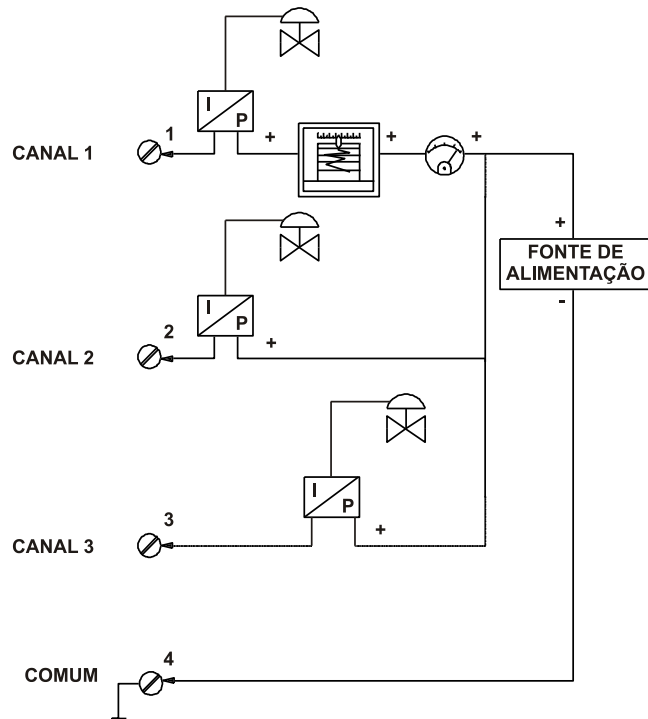 I
P
1
+
+
+
CANAL 1
+
FONTE DE
ALIMENTAÇÃO
-
I
P
2
+
CANAL 2
I
P
3
+
CANAL 3
4
COMUM